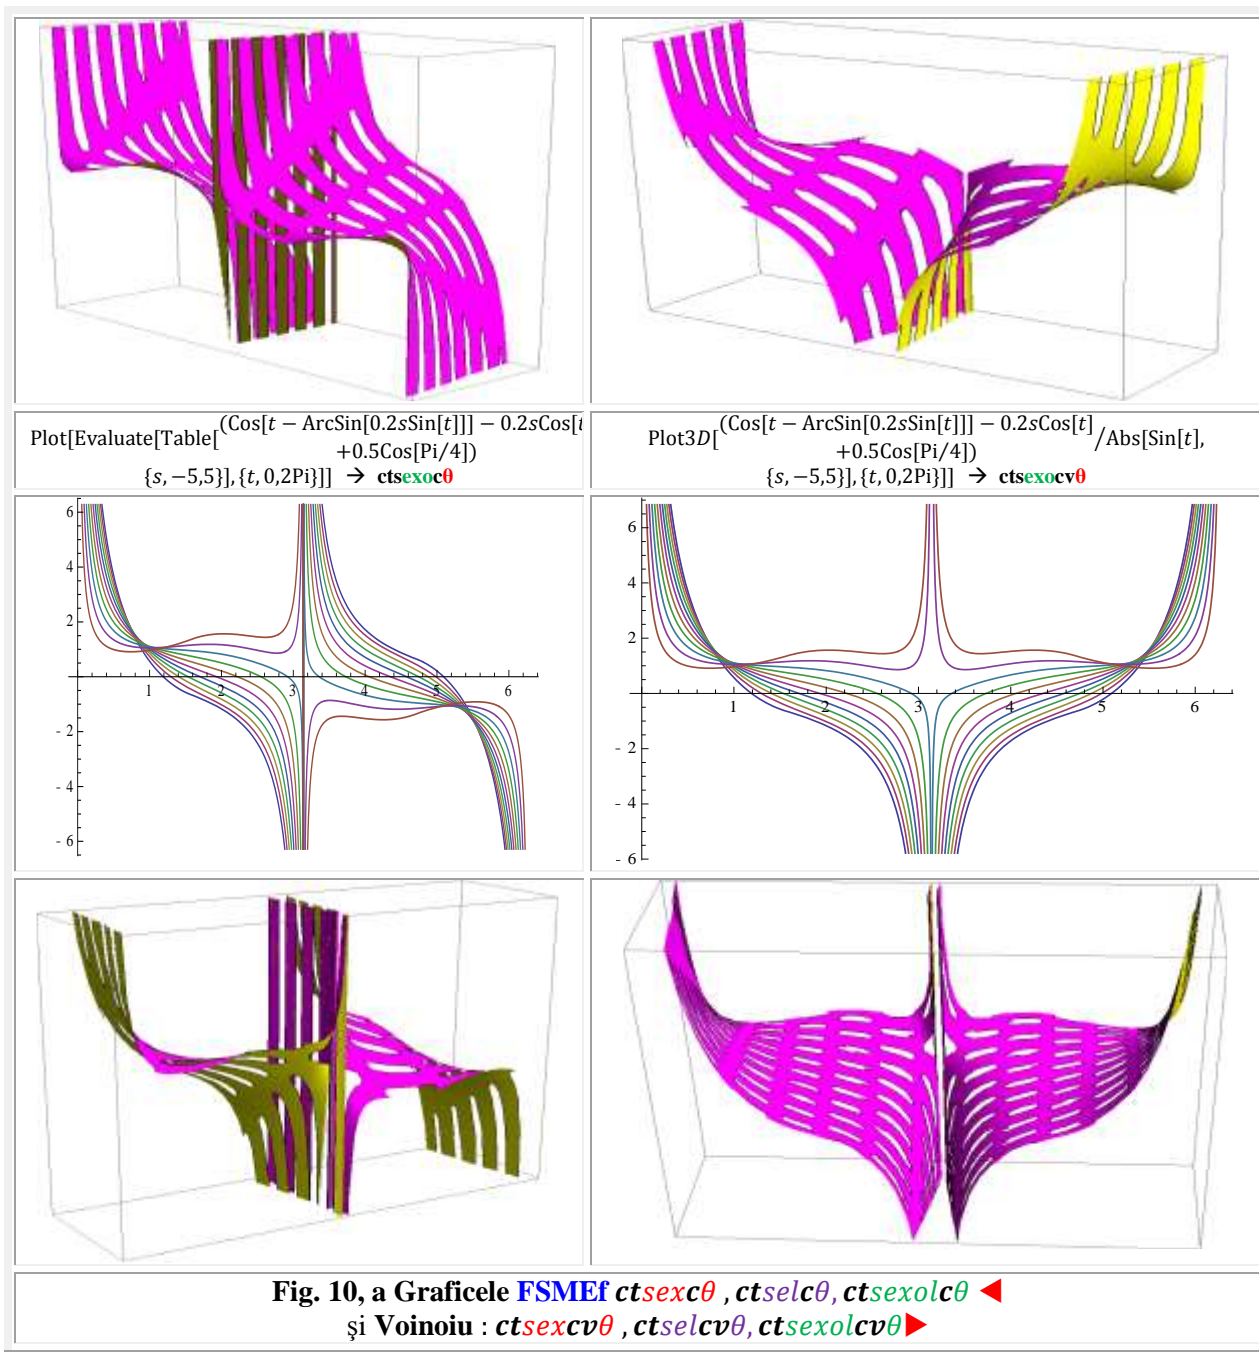 Plot[Evaluate[Table[(Cos[t − ArcSin[0.2sSin[t]]] − 0.2sCos[t
+0.5Cos[Pi/4])
{s, −5,5}],{t, 0,2Pi}]] → ctsexocθ
Plot3D[(Cos[t − ArcSin[0.2sSin[t]]] − 0.2sCos[t]/Abs[Sin[t],
+0.5Cos[Pi/4])
{s, −5,5}],{t, 0,2Pi}]] → ctsexocvθ
6
4
2
1 2 3 4 5 6
- 2
- 4
- 6
6
4
2
1 2 3 4 5 6
- 2
- 4
- 6
Fig. 10, a Graficele FSMEf ctsexcθ , ctselcθ, ctsexolcθ ◄
şi Voinoiu : ctsexcvθ , ctselcvθ, ctsexolcvθ►